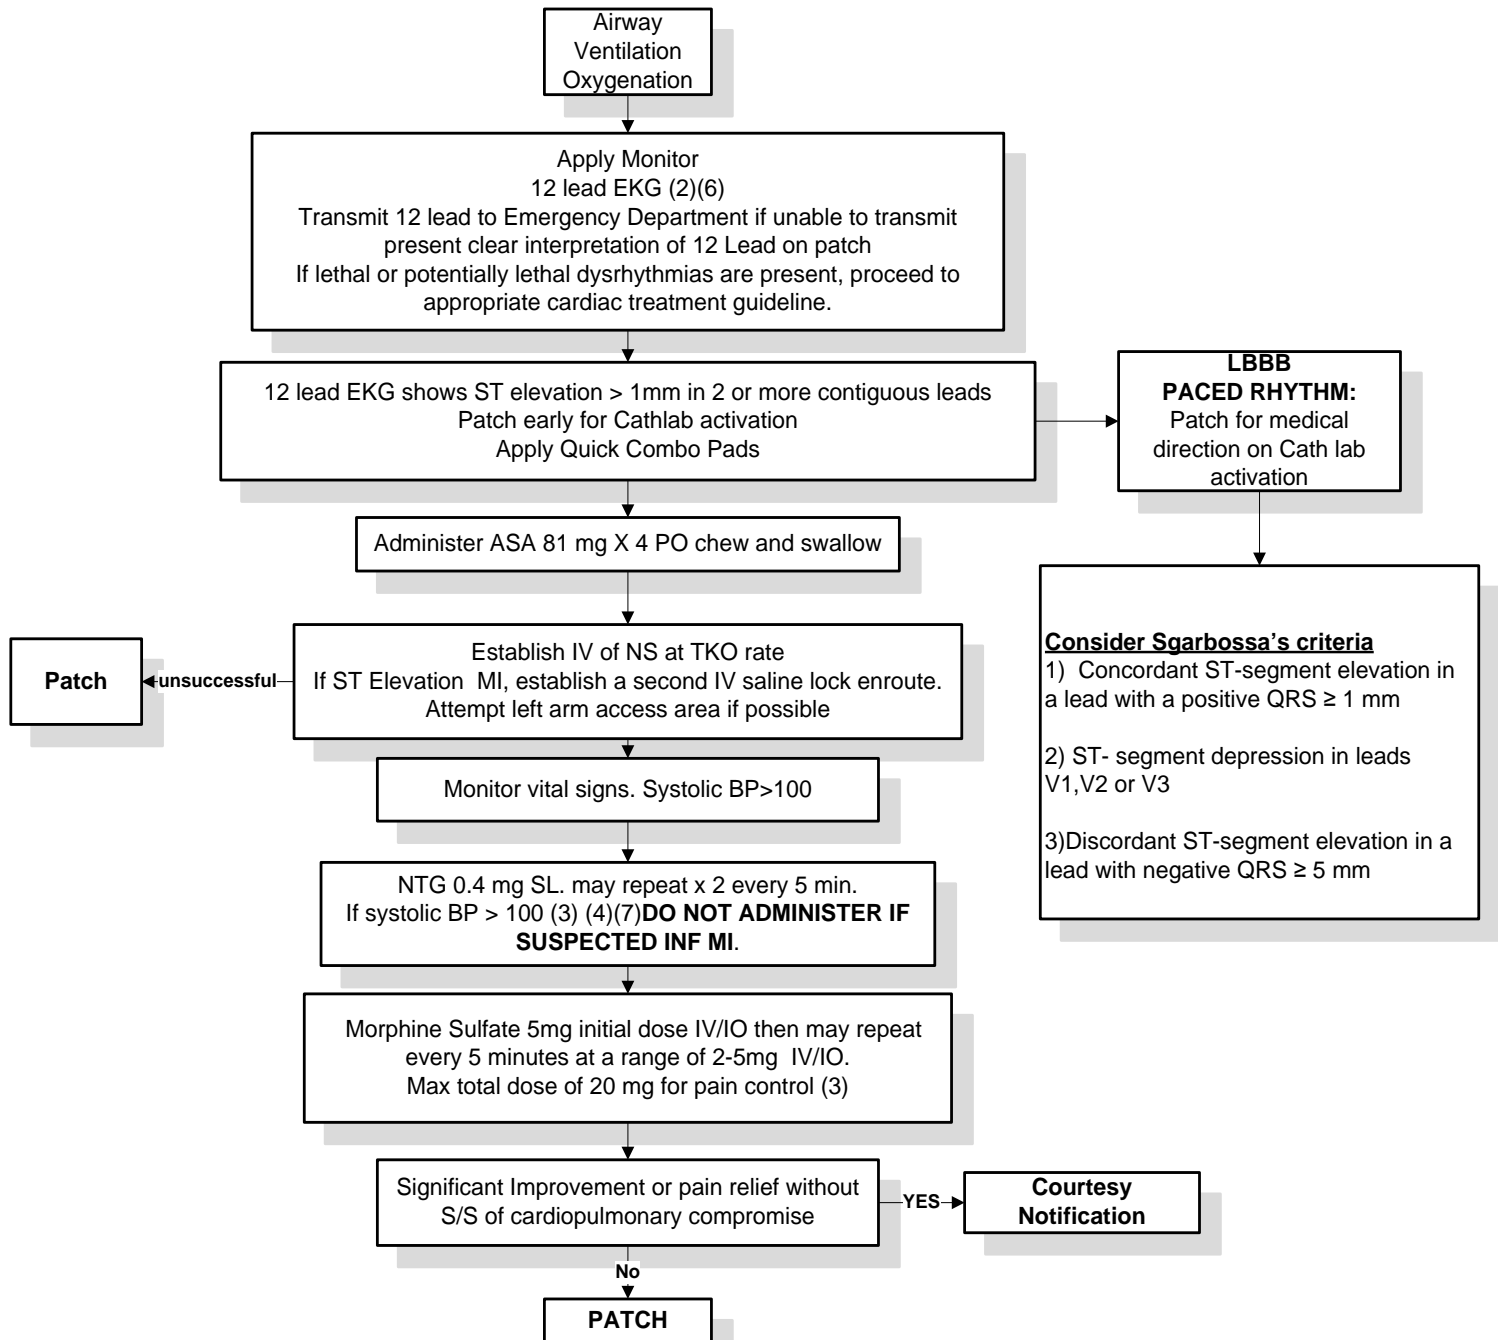 Airway
Ventilation
Oxygenation
Apply Monitor
12 lead EKG (2)(6)
Transmit 12 lead to Emergency Department if unable to transmit
present clear interpretation of 12 Lead on patch
If lethal or potentially lethal dysrhythmias are present, proceed to
appropriate cardiac treatment guideline.
12 lead EKG shows ST elevation > 1mm in 2 or more contiguous leads
Patch early for Cathlab activation
Apply Quick Combo Pads
LBBB
PACED RHYTHM:
Patch for medical
direction on Cath lab
activation
Administer ASA 81 mg X 4 PO chew and swallow
Consider Sgarbossa's criteria
1) Concordant ST-segment elevation in
a lead with a positive QRS ≥ 1 mm
2) ST- segment depression in leads
V1,V2 or V3
3)Discordant ST-segment elevation in a
lead with negative QRS ≥ 5 mm
Establish IV of NS at TKO rate
If ST Elevation MI, establish a second IV saline lock enroute.
Attempt left arm access area if possible
unsuccessful
Patch
Monitor vital signs. Systolic BP>100
NTG 0.4 mg SL. may repeat x 2 every 5 min.
If systolic BP > 100 (3) (4)(7)DO NOT ADMINISTER IF
SUSPECTED INF MI.
Morphine Sulfate 5mg initial dose IV/IO then may repeat
every 5 minutes at a range of 2-5mg IV/IO.
Max total dose of 20 mg for pain control (3)
Significant Improvement or pain relief without
S/S of cardiopulmonary compromise
YES
Courtesy
Notification
No
PATCH